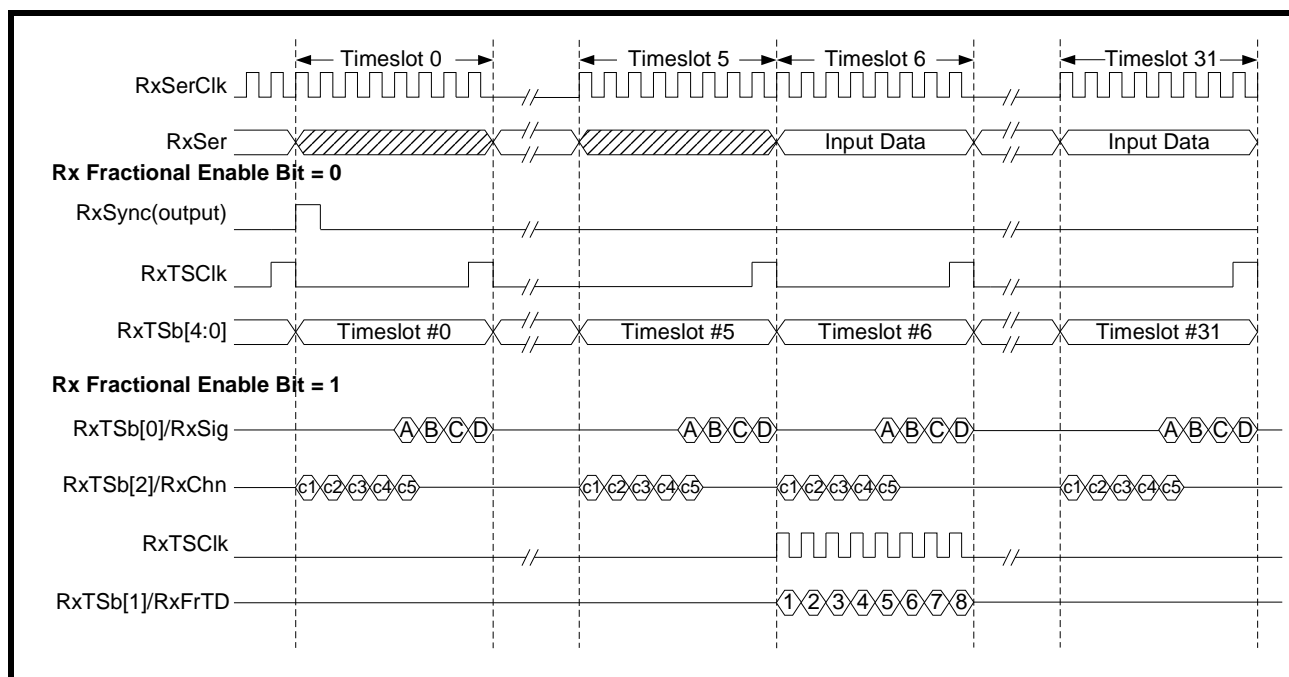 Timeslot 0 Timeslot 5 Timeslot 6 Timeslot 31
RxSerClk
RxSer Input Data Input Data
Rx Fractional Enable Bit = 0
RxSync(output)
RxTSClk
RxTSb[4:0] Timeslot #0 Timeslot #5 Timeslot #6 Timeslot #31
Rx Fractional Enable Bit = 1
RxTSb[0]/RxSig A B C D A B C D A B C D A B C D
RxTSb[2]/RxChn c1 c2 c3 c4 c5 c1 c2 c3 c4 c5 c1 c2 c3 c4 c5 c1 c2 c3 c4 c5
RxTSClk
RxTSb[1]/RxFrTD 1 2 3 4 5 6 7 8